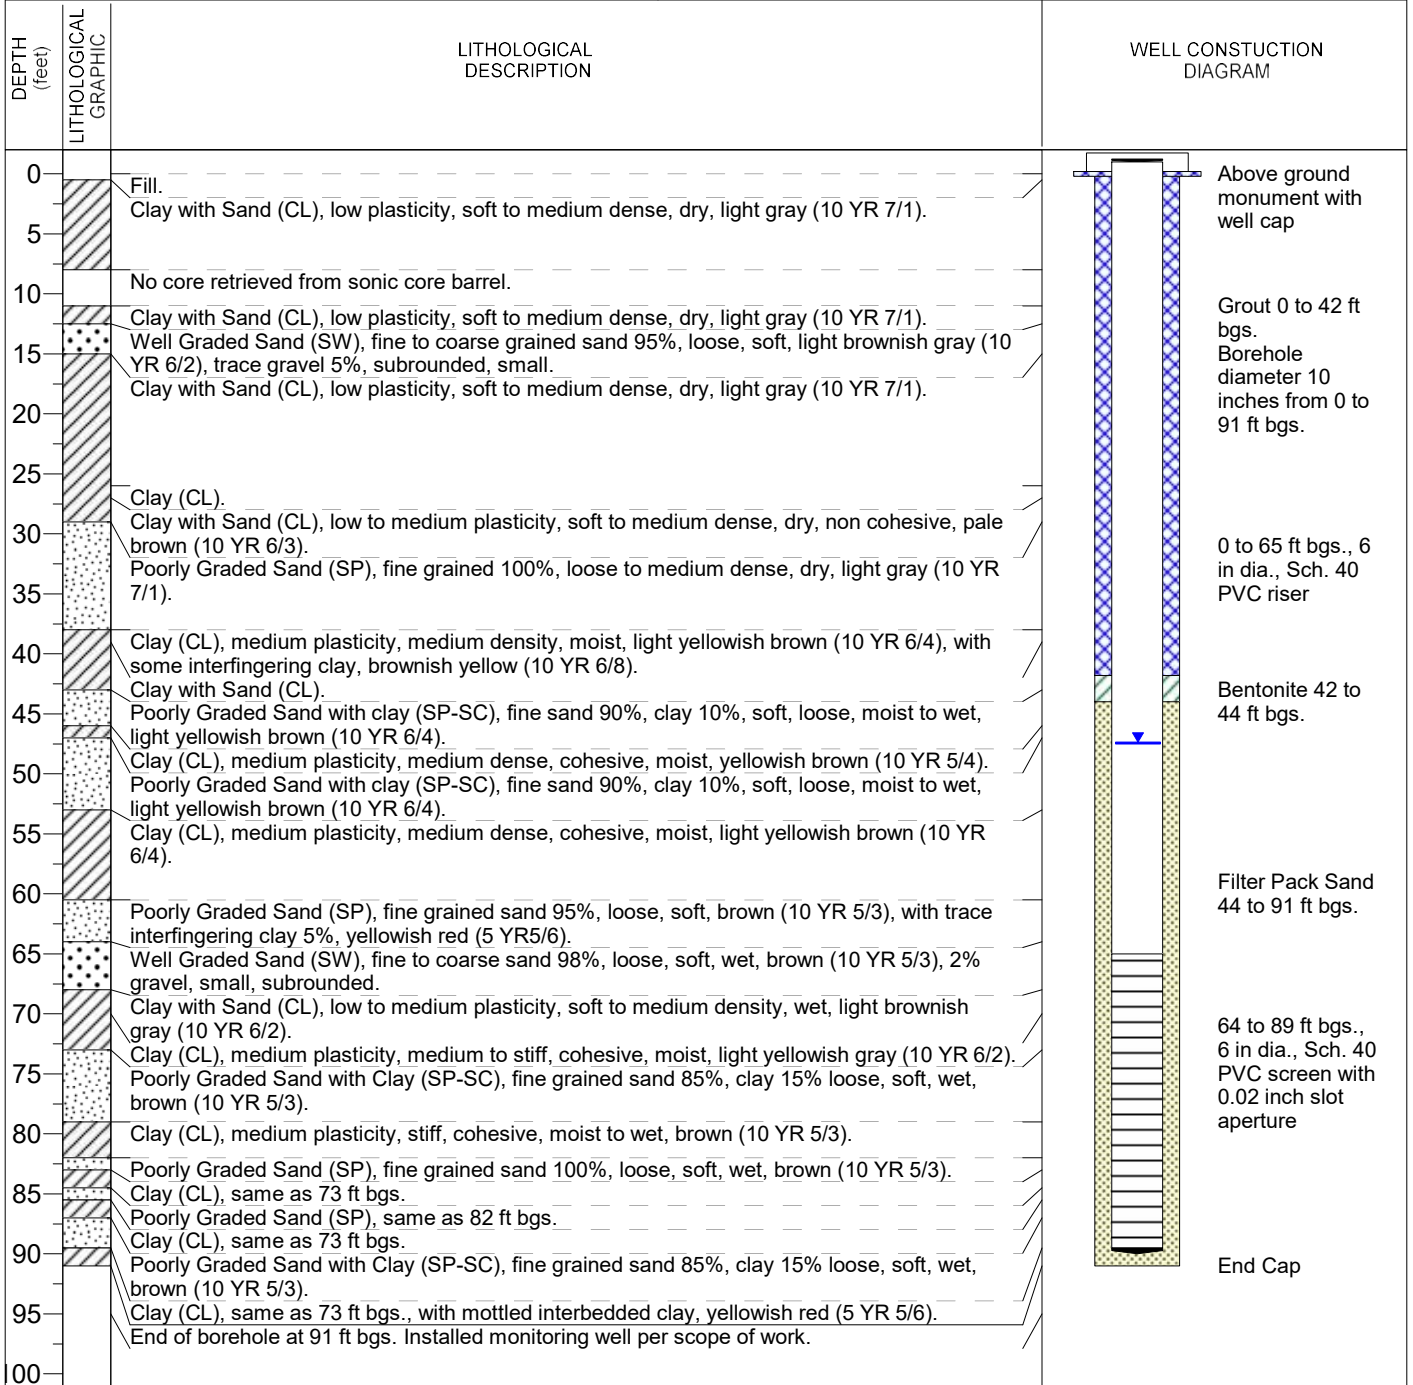 DEPTH
(feet)
LITHOLOGICAL
GRAPHIC
LITHOLOGICAL
DESCRIPTION
WELL CONSTUCTION
DIAGRAM
0
5
10
15
20
25
30
35
40
45
50
55
60
65
70
75
80
85
90
95
100
Fill.
Clay with Sand (CL), low plasticity, soft to medium dense, dry, light gray (10 YR 7/1).
No core retrieved from sonic core barrel.
Clay with Sand (CL), low plasticity, soft to medium dense, dry, light gray (10 YR 7/1).
Well Graded Sand (SW), fine to coarse grained sand 95%, loose, soft, light brownish gray (10
YR 6/2), trace gravel 5%, subrounded, small.
Clay with Sand (CL), low plasticity, soft to medium dense, dry, light gray (10 YR 7/1).
Clay (CL).
Clay with Sand (CL), low to medium plasticity, soft to medium dense, dry, non cohesive, pale
brown (10 YR 6/3).
Poorly Graded Sand (SP), fine grained 100%, loose to medium dense, dry, light gray (10 YR
7/1).
Clay (CL), medium plasticity, medium density, moist, light yellowish brown (10 YR 6/4), with
some interfingering clay, brownish yellow (10 YR 6/8).
Clay with Sand (CL).
Poorly Graded Sand with clay (SP-SC), fine sand 90%, clay 10%, soft, loose, moist to wet,
light yellowish brown (10 YR 6/4).
Clay (CL), medium plasticity, medium dense, cohesive, moist, yellowish brown (10 YR 5/4).
Poorly Graded Sand with clay (SP-SC), fine sand 90%, clay 10%, soft, loose, moist to wet,
light yellowish brown (10 YR 6/4).
Clay (CL), medium plasticity, medium dense, cohesive, moist, light yellowish brown (10 YR
6/4).
Poorly Graded Sand (SP), fine grained sand 95%, loose, soft, brown (10 YR 5/3), with trace
interfingering clay 5%, yellowish red (5 YR5/6).
Well Graded Sand (SW), fine to coarse sand 98%, loose, soft, wet, brown (10 YR 5/3), 2%
gravel, small, subrounded.
Clay with Sand (CL), low to medium plasticity, soft to medium density, wet, light brownish
gray (10 YR 6/2).
Clay (CL), medium plasticity, medium to stiff, cohesive, moist, light yellowish gray (10 YR 6/2).
Poorly Graded Sand with Clay (SP-SC), fine grained sand 85%, clay 15% loose, soft, wet,
brown (10 YR 5/3).
Clay (CL), medium plasticity, stiff, cohesive, moist to wet, brown (10 YR 5/3).
Poorly Graded Sand (SP), fine grained sand 100%, loose, soft, wet, brown (10 YR 5/3).
Clay (CL), same as 73 ft bgs.
Poorly Graded Sand (SP), same as 82 ft bgs.
Clay (CL), same as 73 ft bgs.
Poorly Graded Sand with Clay (SP-SC), fine grained sand 85%, clay 15% loose, soft, wet,
brown (10 YR 5/3).
Clay (CL), same as 73 ft bgs., with mottled interbedded clay, yellowish red (5 YR 5/6).
End of borehole at 91 ft bgs. Installed monitoring well per scope of work.
Above ground
monument with
well cap
Grout 0 to 42 ft
bgs.
Borehole
diameter 10
inches from 0 to
91 ft bgs.
0 to 65 ft bgs., 6
in dia., Sch. 40
PVC riser
Bentonite 42 to
44 ft bgs.
Filter Pack Sand
44 to 91 ft bgs.
64 to 89 ft bgs.,
6 in dia., Sch. 40
PVC screen with
0.02 inch slot
aperture
End Cap